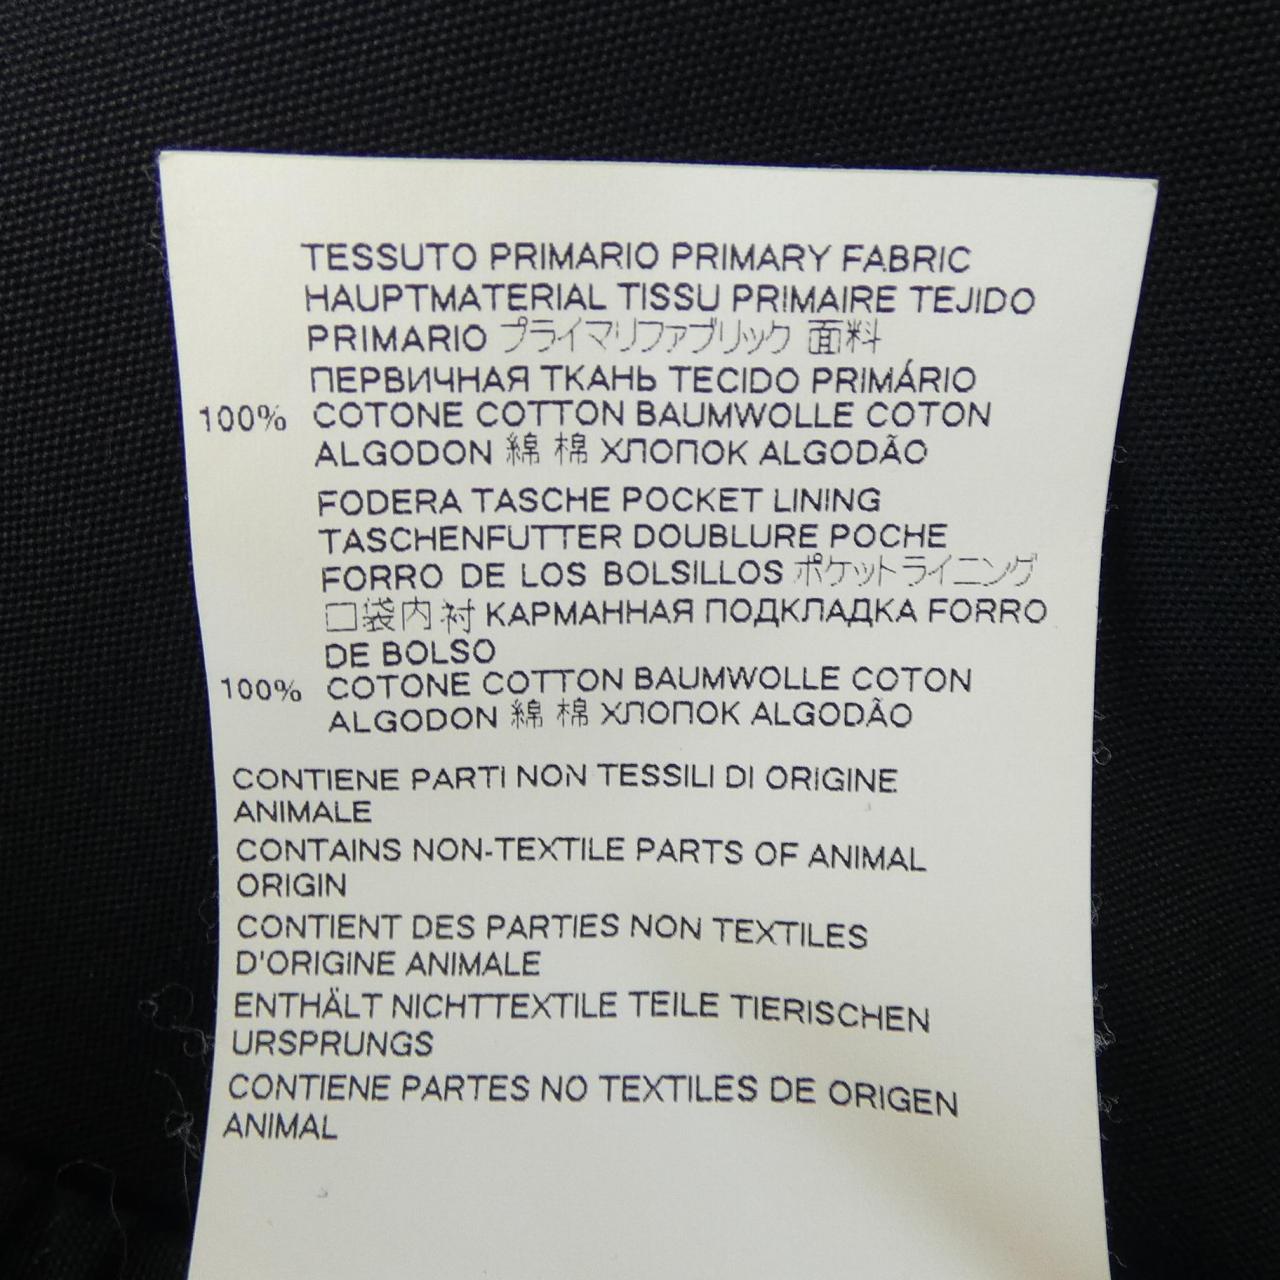 TESSUTO PRIMARIO PRIMARY FABRIC
HAUPTMATERIAL TISSU PRIMAIRE TEJIDO
PRIMARIO プライマリファブリック 面料
ПЕРВИЧНАЯ ТКАНЬ TECIDO PRIMÁRIO
100% COTONE COTTON BAUMWOLLE COTON
ALGODON 綿 棉 ХЛОПОК ALGODÃO
FODERA TASCHE POCKET LINING
TASCHENFUTTER DOUBLURE POCHE
FORRO DE LOS BOLSILLOS ポケットライニング
口袋内衬 КАРМАННАЯ ПОДКЛАДКА FORRO
DE BOLSO
100% COTONE COTTON BAUMWOLLE COTON
ALGODON 綿 棉 ХЛОПОК ALGODÃO
CONTIENE PARTI NON TESSILI DI ORIGINE
ANIMALE
CONTAINS NON-TEXTILE PARTS OF ANIMAL
ORIGIN
CONTIENT DES PARTIES NON TEXTILES
D'ORIGINE ANIMALE
ENTHÄLT NICHTTEXTILE TEILE TIERISCHEN
URSPRUNGS
CONTIENE PARTES NO TEXTILES DE ORIGEN
ANIMAL